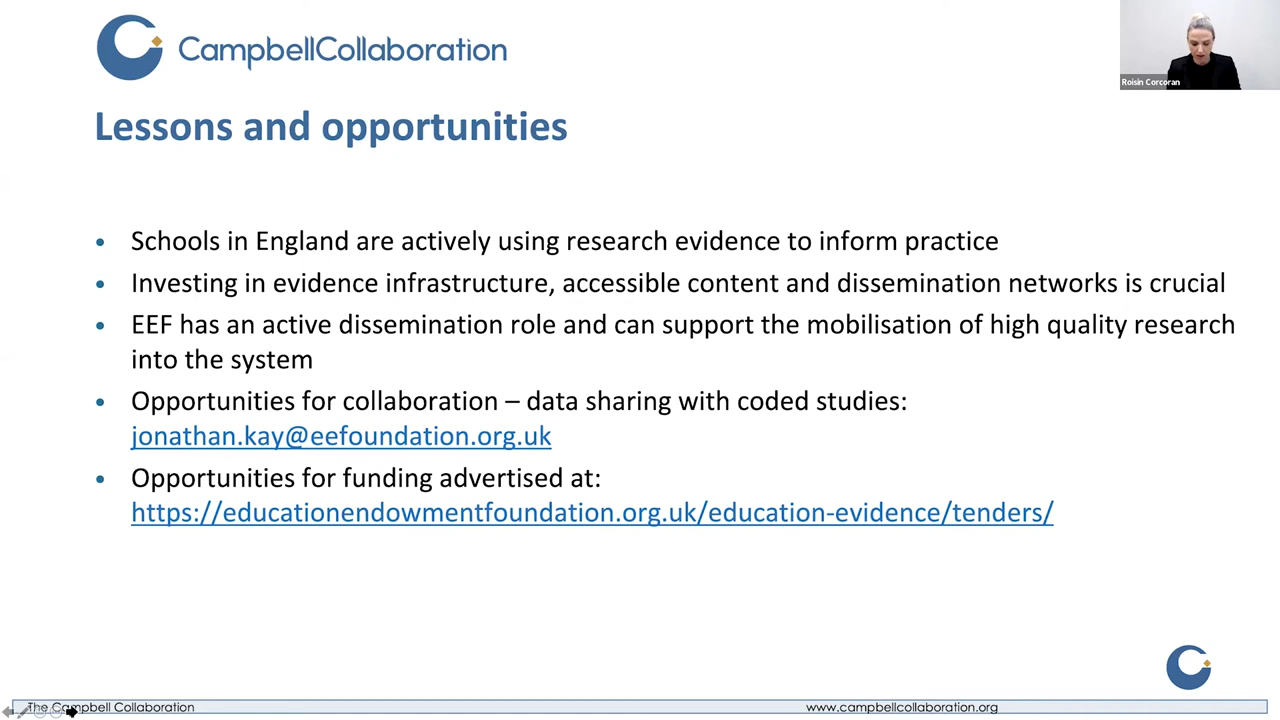 CampbellCollaboration
Roisin Corcoran
Lessons and opportunities
• Schools in England are actively using research evidence to inform practice
• Investing in evidence infrastructure, accessible content and dissemination networks is crucial
• EEF has an active dissemination role and can support the mobilisation of high quality research
into the system
• Opportunities for collaboration – data sharing with coded studies:
jonathan.kay@eefoundation.org.uk
• Opportunities for funding advertised at:
https://educationendowmentfoundation.org.uk/education-evidence/tenders/
The Campbell Collaboration
www.campbellcollaboration.org